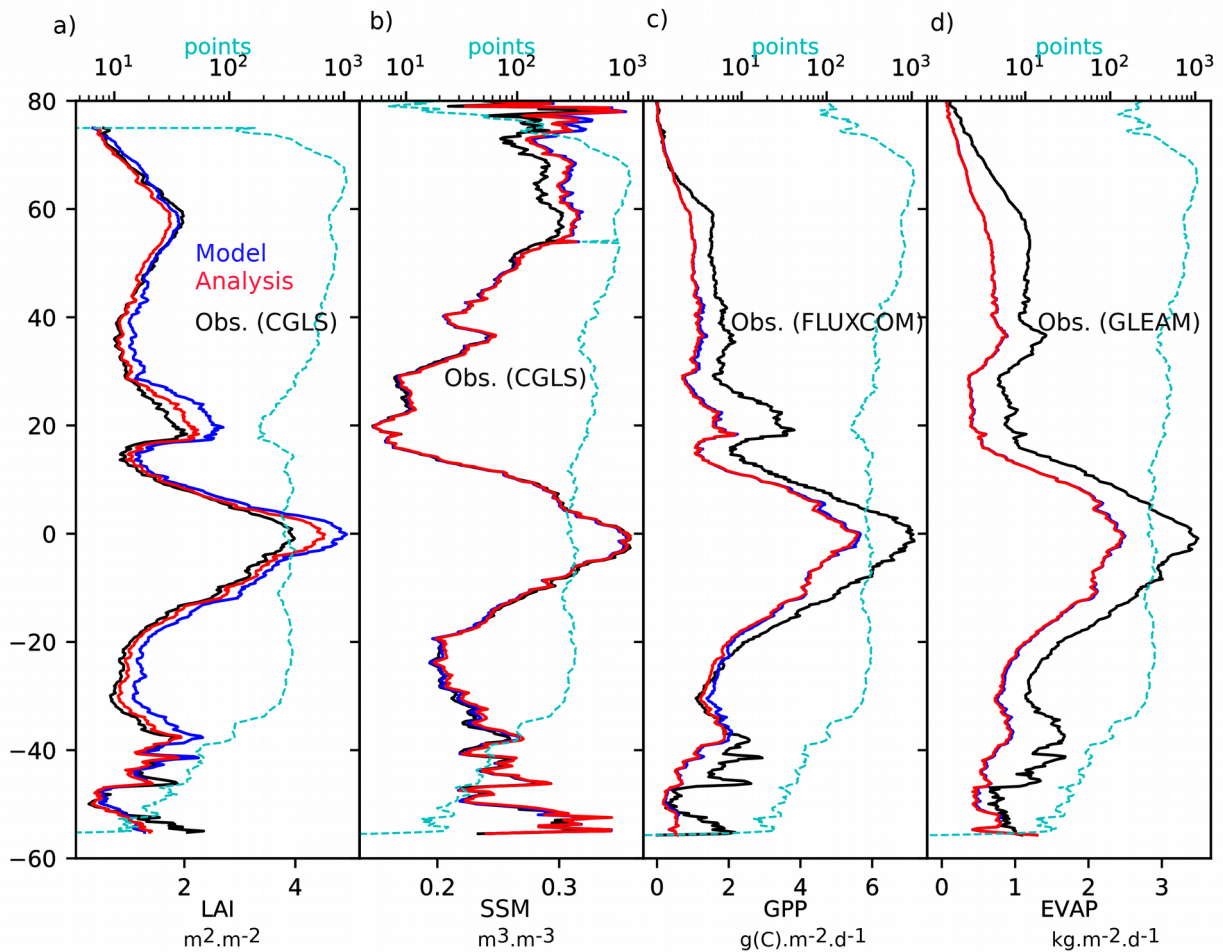 a) b) c) d)
points points points points
10¹ 10² 10³ 10¹ 10² 10³ 10¹ 10² 10³ 10¹ 10² 10³
80
60
Model
Analysis
40 Obs. (CGLS) Obs. (FLUXCOM) Obs. (GLEAM)
Obs. (CGLS)
20
0
−20
−40
−60
2 4 0.2 0.3 0 2 4 6 0 1 2 3
LAI SSM GPP EVAP
m².m⁻² m³.m⁻³ g(C).m⁻².d⁻¹ kg.m⁻².d⁻¹